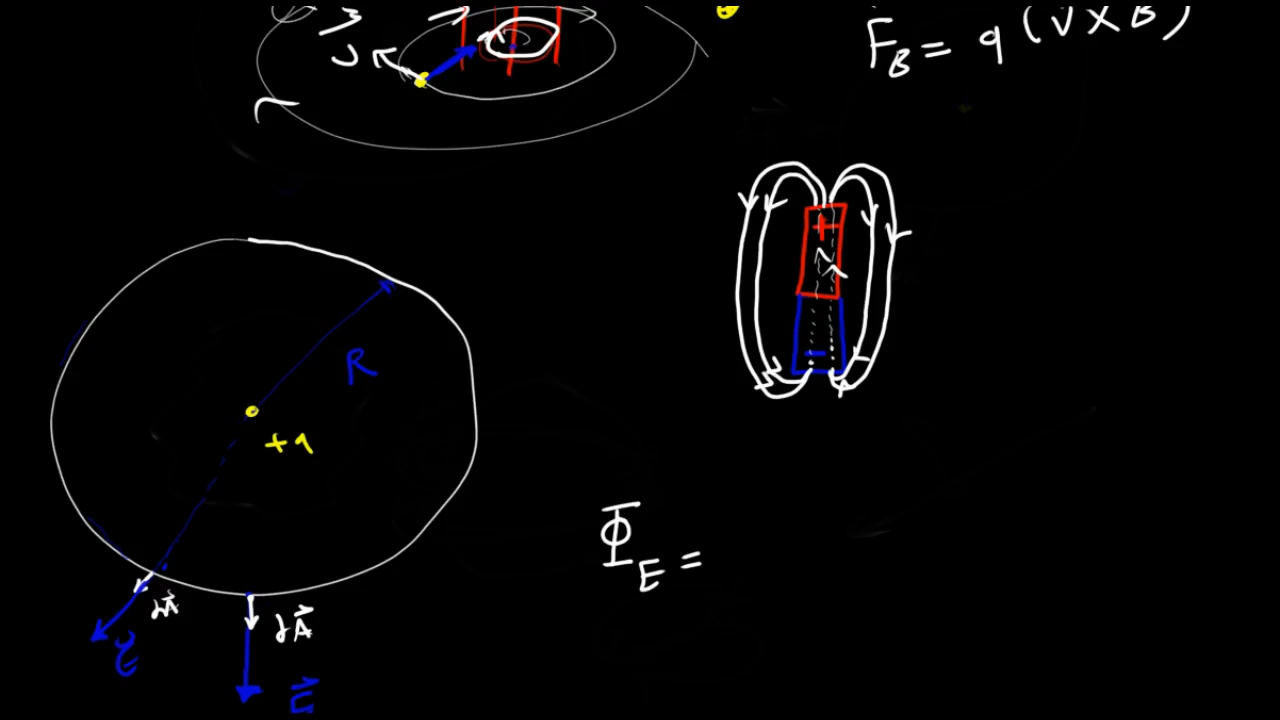 F_B = q (V × B)
+
-
R
+q
Φ_E =
dA⃗
dA⃗
E⃗
E⃗